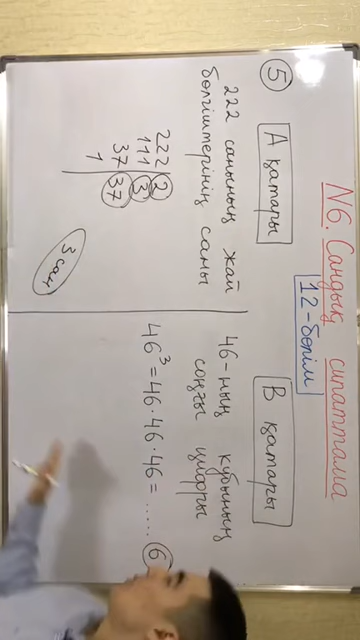 №6. Сандық сипаттама
12-бөлім
5
А қатары
222 санының жай
бөлгіштерінің саны
222 2
111 3
37 37
1
3 сан
В қатары
46-ның кубының
соңғы цифры
46³ = 46·46·46 = ..... 6